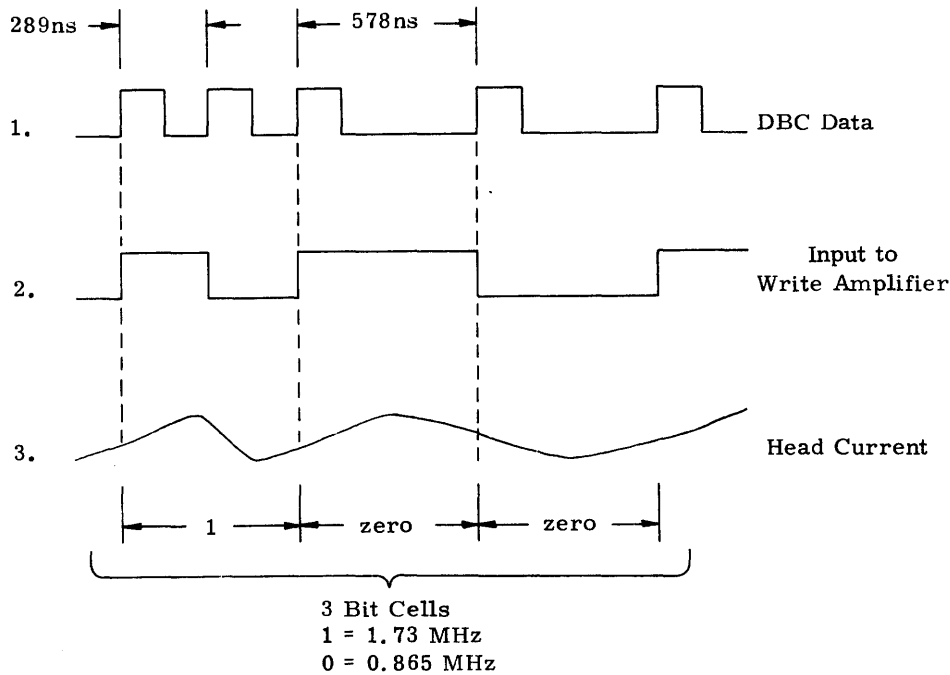 289ns
578ns
1.
DBC Data
2.
Input to
Write Amplifier
3.
Head Current
1
zero
zero
3 Bit Cells
1 = 1.73 MHz
0 = 0.865 MHz